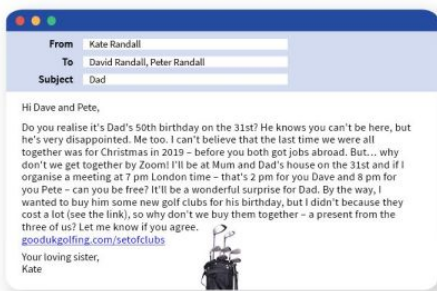 From Kate Randall
To David Randall, Peter Randall
Subject Dad
Hi Dave and Pete,
Do you realise it's Dad's 50th birthday on the 31st? He knows you can't be here, but
he's very disappointed. Me too. I can't believe that the last time we were all
together was for Christmas in 2019 – before you both got jobs abroad. But... why
don't we get together by Zoom! I'll be at Mum and Dad's house on the 31st and if I
organise a meeting at 7 pm London time – that's 2 pm for you Dave and 8 pm for
you Pete – can you be free? It'll be a wonderful surprise for Dad. By the way, I
wanted to buy him some new golf clubs for his birthday, but I didn't because they
cost a lot (see the link), so why don't we buy them together – a present from the
three of us? Let me know if you agree.
goodukgolfing.com/setofclubs
Your loving sister,
Kate